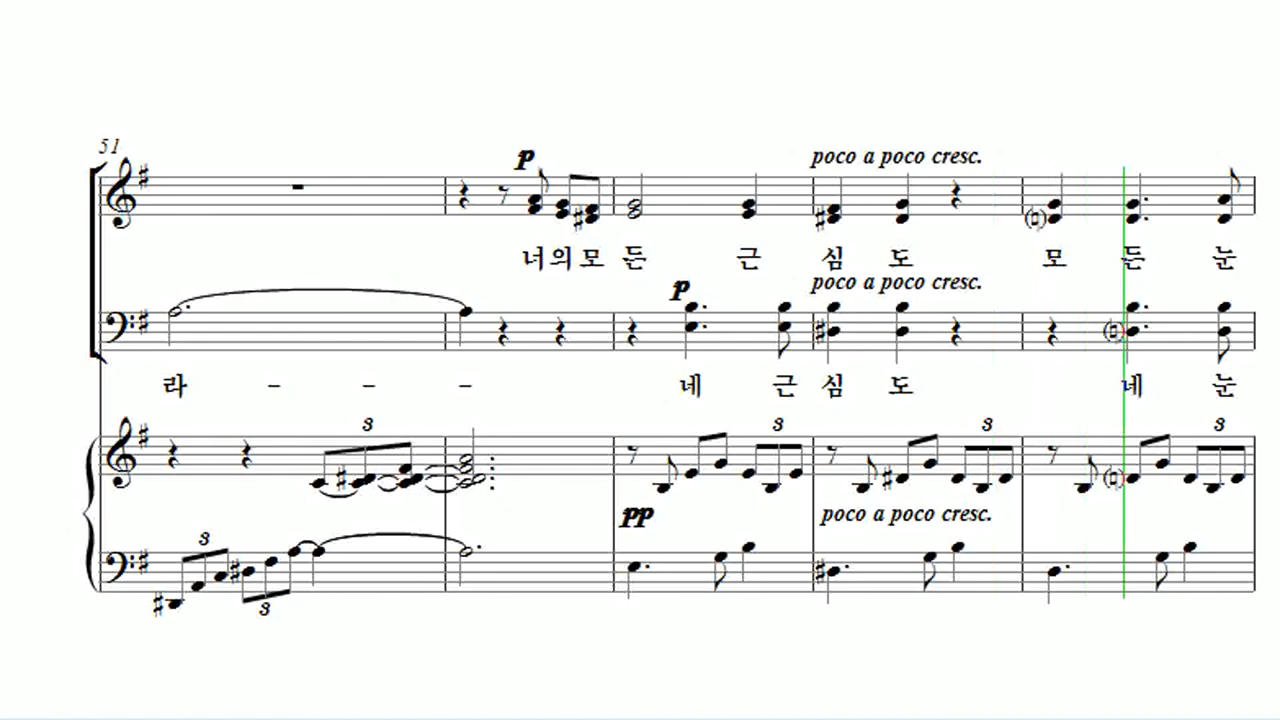 51
p
poco a poco cresc.
너의모 든 근 심 도 모 든 눈
p
poco a poco cresc.
라 - - - 네 근 심 도 네 눈
3
3
3
3
pp
poco a poco cresc.
3
3